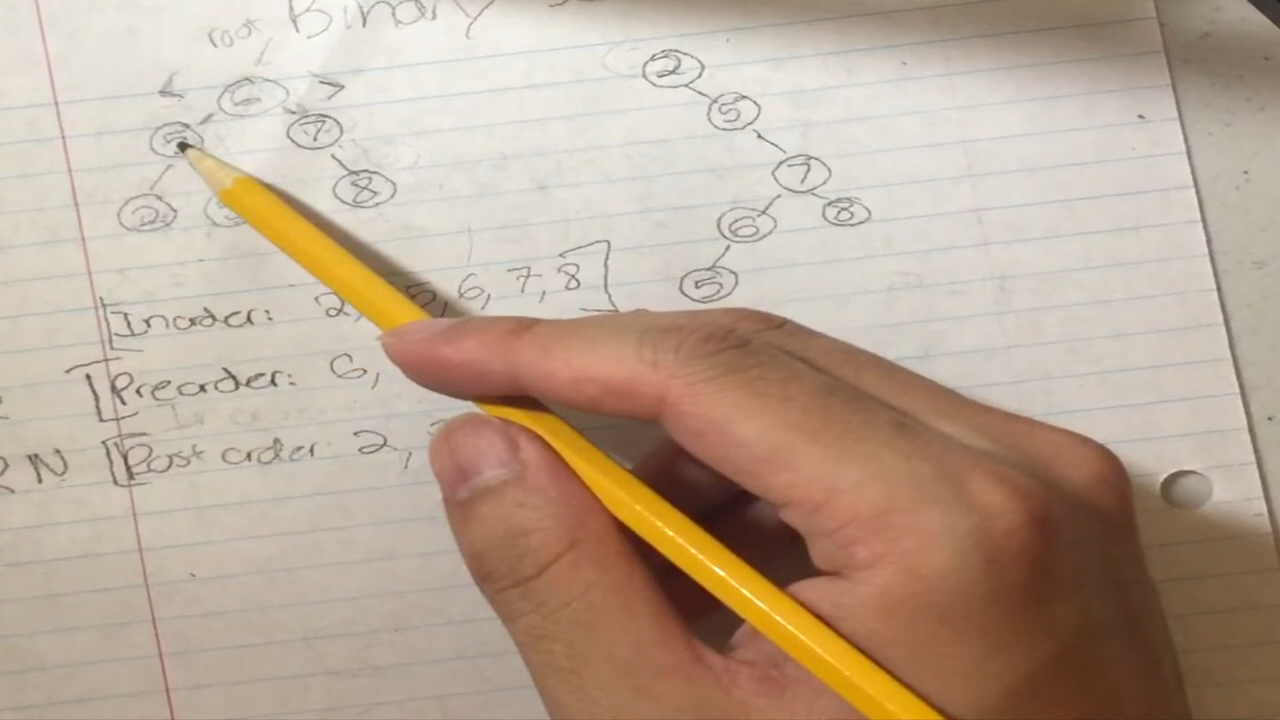 root Binary
< 6 >
5 7
2 8
2
5
7
6 8
5
[Inorder: 2, 5, 6, 7, 8]
[Preorder: 6,
N [Post order 2,